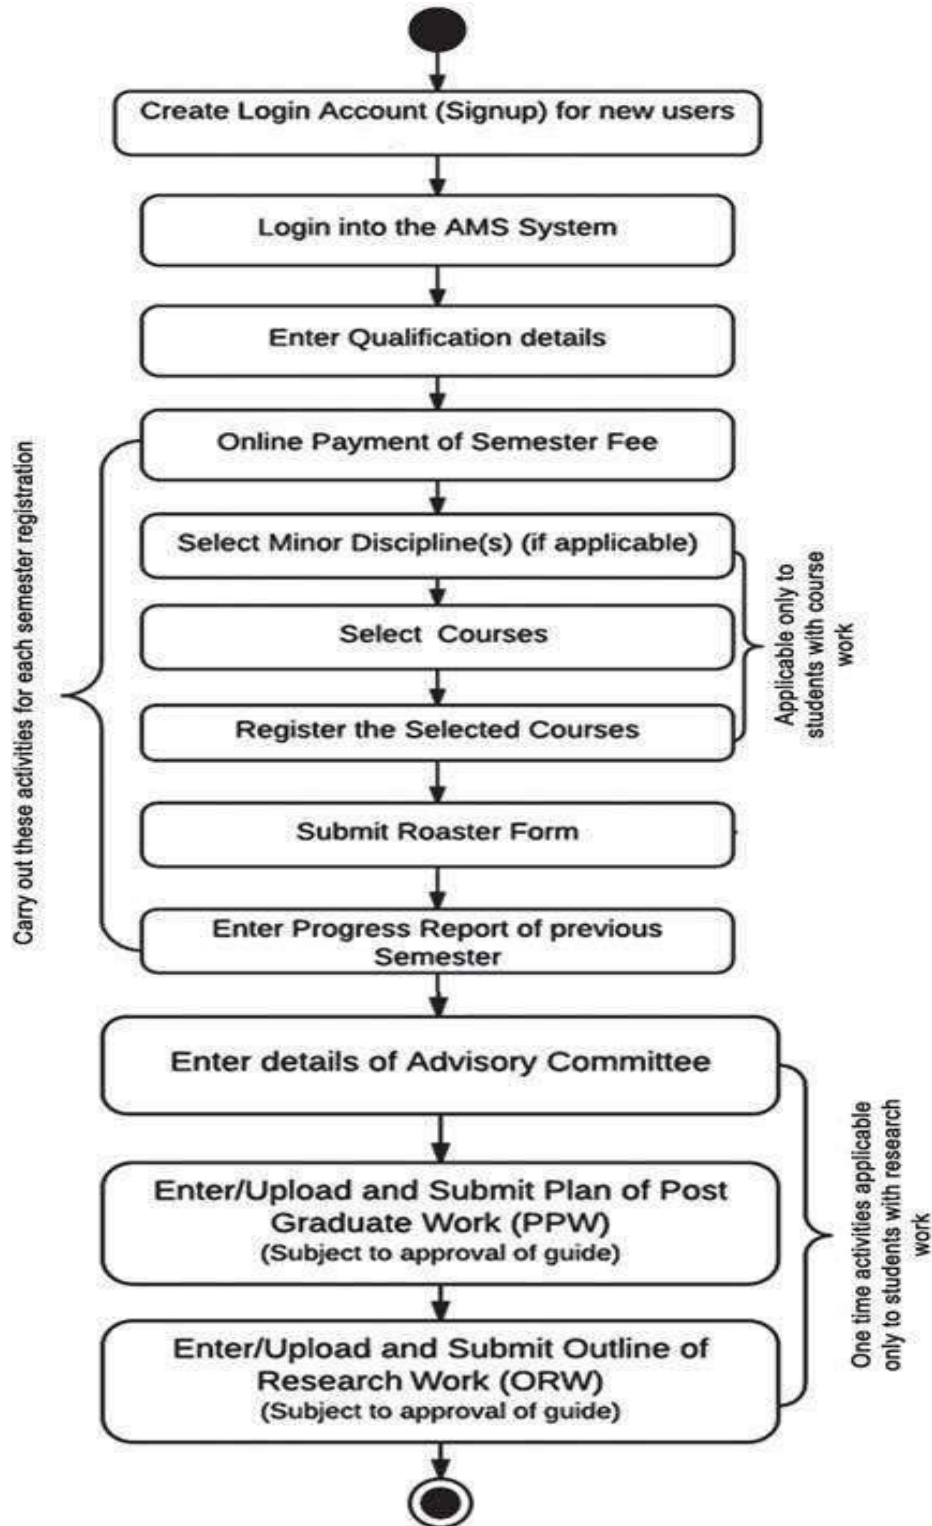 Create Login Account (Signup) for new users
Login into the AMS System
Enter Qualification details
Online Payment of Semester Fee
Select Minor Discipline(s) (if applicable)
Select Courses
Register the Selected Courses
Submit Roaster Form
Enter Progress Report of previous
Semester
Carry out these activities for each semester registration
Applicable only to
students with course
work
Enter details of Advisory Committee
Enter/Upload and Submit Plan of Post
Graduate Work (PPW)
(Subject to approval of guide)
Enter/Upload and Submit Outline of
Research Work (ORW)
(Subject to approval of guide)
One time activities applicable
only to students with research
work